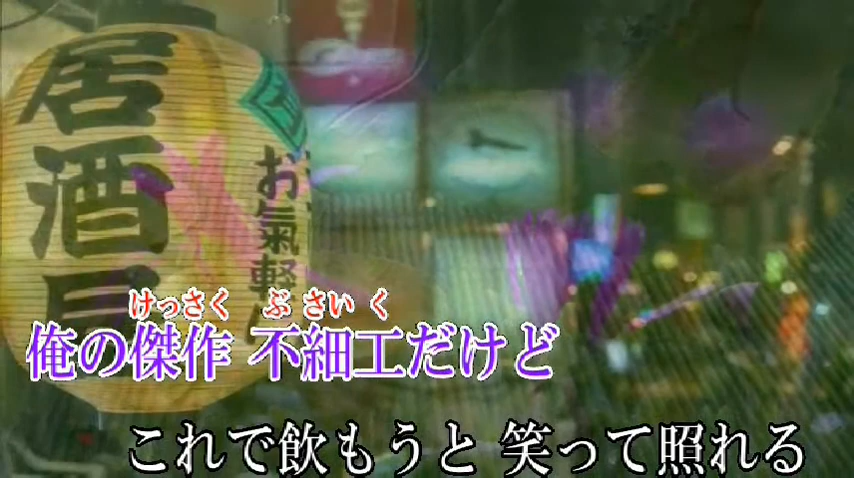 居酒屋
お氣軽に
けっさく ぶさいく
俺の傑作 不細工だけど
これで飲もうと 笑って照れる